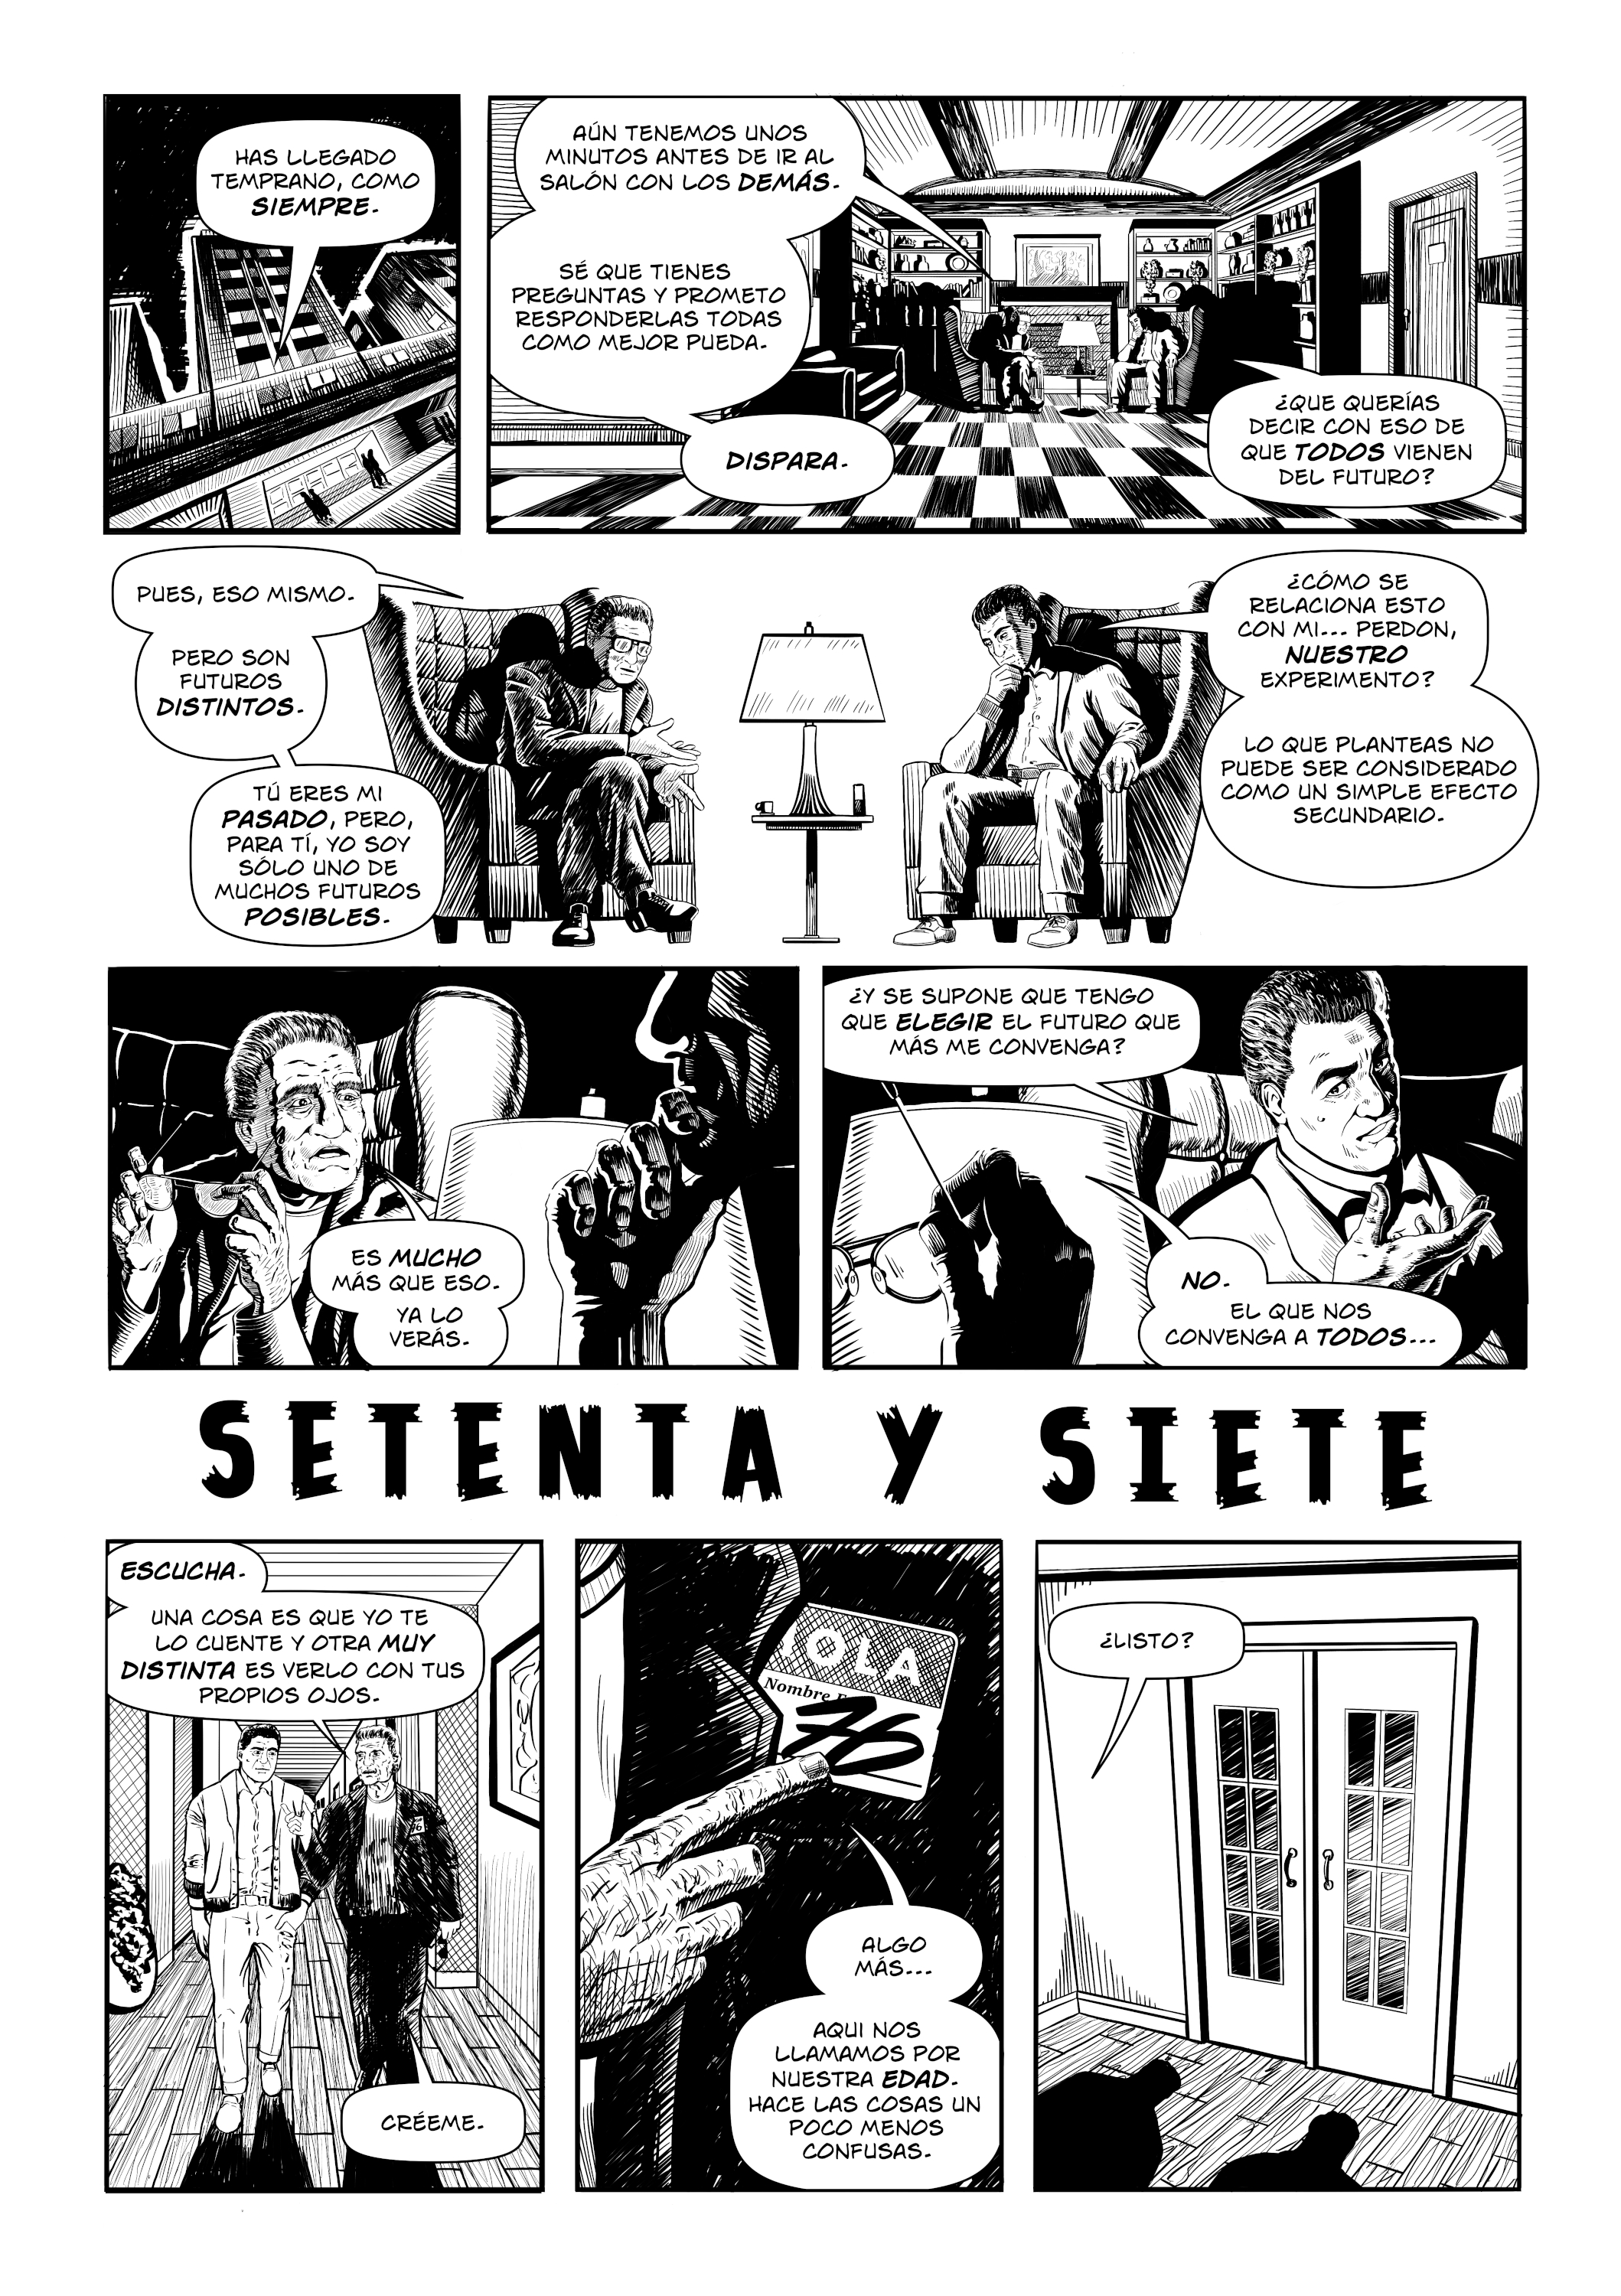 HAS LLEGADO
TEMPRANO, COMO
SIEMPRE.
AÚN TENEMOS UNOS
MINUTOS ANTES DE IR AL
SALÓN CON LOS DEMÁS.
SÉ QUE TIENES
PREGUNTAS Y PROMETO
RESPONDERLAS TODAS
COMO MEJOR PUEDA.
DISPARA.
¿QUE QUERÍAS
DECIR CON ESO DE
QUE TODOS VIENEN
DEL FUTURO?
PUES, ESO MISMO.
PERO SON
FUTUROS
DISTINTOS.
TÚ ERES MI
PASADO, PERO,
PARA TÍ, YO SOY
SÓLO UNO DE
MUCHOS FUTUROS
POSIBLES.
¿CÓMO SE
RELACIONA ESTO
CON MI... PERDON,
NUESTRO
EXPERIMENTO?
LO QUE PLANTEAS NO
PUEDE SER CONSIDERADO
COMO UN SIMPLE EFECTO
SECUNDARIO.
ES MUCHO
MÁS QUE ESO.
YA LO
VERÁS.
¿Y SE SUPONE QUE TENGO
QUE ELEGIR EL FUTURO QUE
MÁS ME CONVENGA?
NO.
EL QUE NOS
CONVENGA A TODOS...
SETENTA Y SIETE
ESCUCHA.
UNA COSA ES QUE YO TE
LO CUENTE Y OTRA MUY
DISTINTA ES VERLO CON TUS
PROPIOS OJOS.
76
CRÉEME.
HOLA
Nombre
76
ALGO
MÁS...
AQUI NOS
LLAMAMOS POR
NUESTRA EDAD.
HACE LAS COSAS UN
POCO MENOS
CONFUSAS.
¿LISTO?